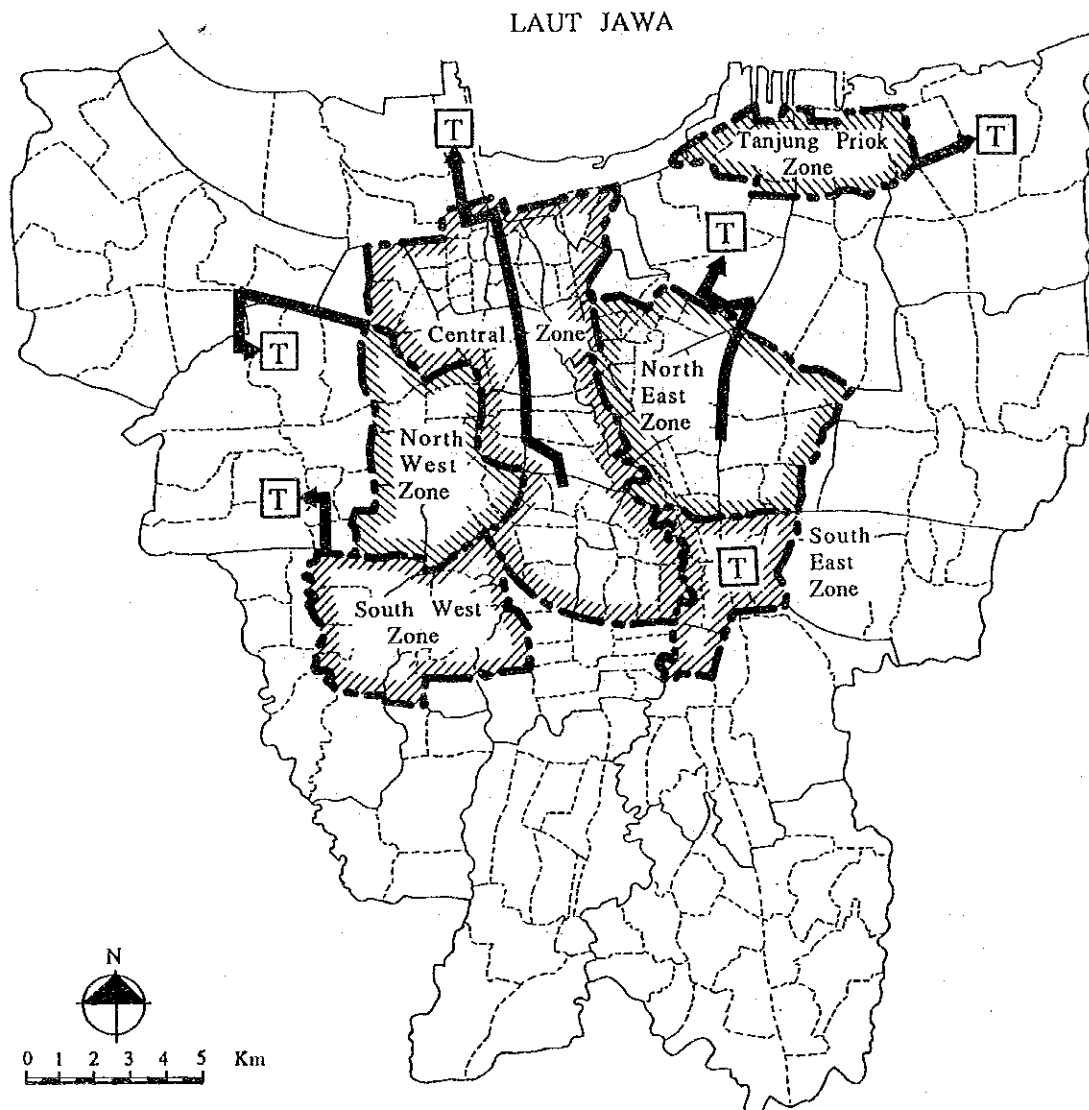 LAUT JAWA
T
Tanjung Priok
Zone
T
T
Central Zone
T
North
East
Zone
North
West
Zone
T
South
East
Zone
T
South West
Zone
N
0 1 2 3 4 5 Km